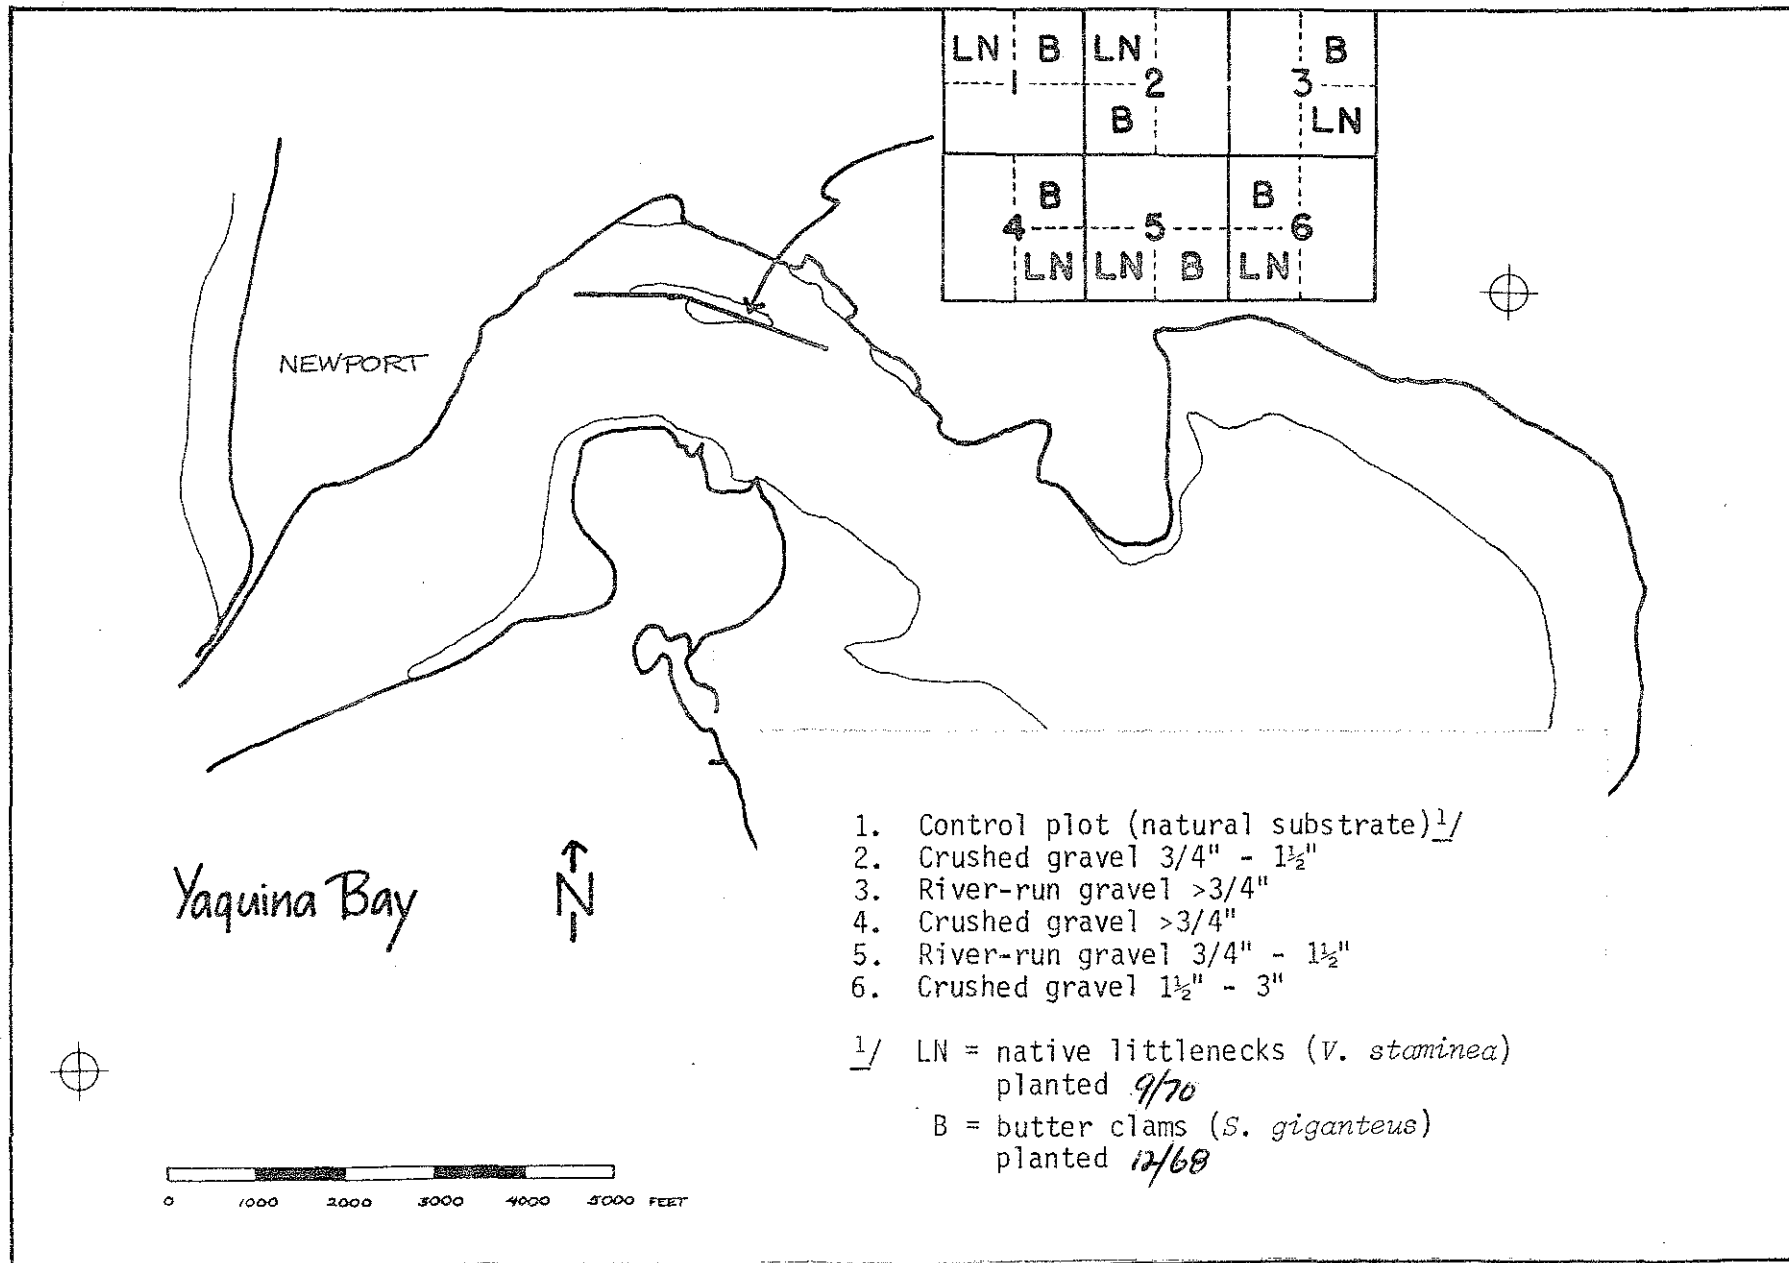 LN B LN B
1 2 3
B LN
B B
4 5 6
LN LN B LN
NEWPORT
1. Control plot (natural substrate)1/
2. Crushed gravel 3/4" - 1½"
3. River-run gravel >3/4"
4. Crushed gravel >3/4"
5. River-run gravel 3/4" - 1½"
6. Crushed gravel 1½" - 3"
Yaquina Bay
N
1/ LN = native littlenecks (V. staminea)
planted 9/70
B = butter clams (S. giganteus)
planted 12/68
0 1000 2000 3000 4000 5000 FEET